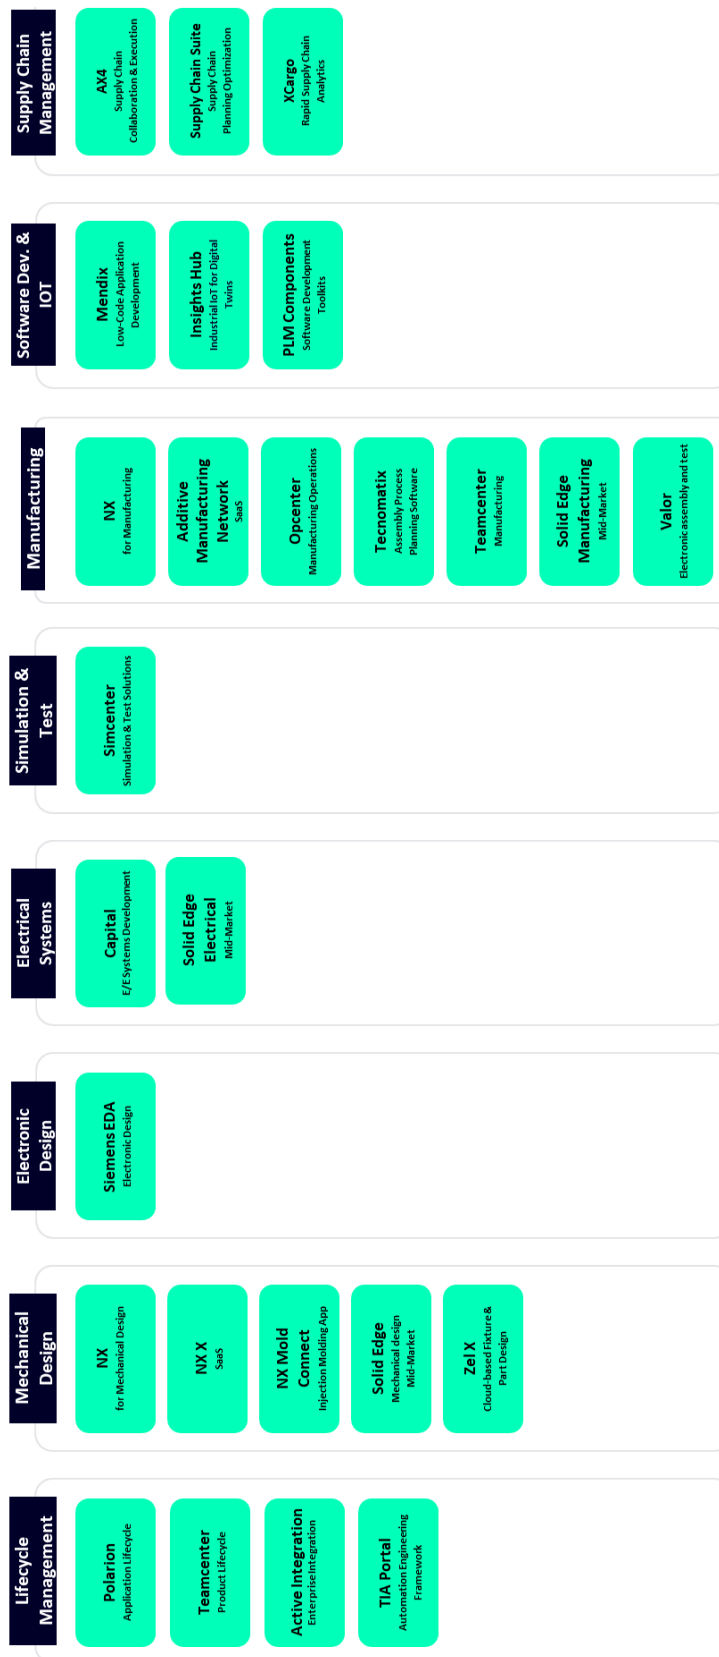 Lifecycle
Management
Polarion
Application Lifecycle
Teamcenter
Product Lifecycle
Active Integration
Enterprise Integration
TIA Portal
Automation Engineering
Framework
Mechanical
Design
NX
for Mechanical Design
NX X
SaaS
NX Mold
Connect
Injection Molding App
Solid Edge
Mechanical design
Mid-Market
Zel X
Cloud-based Fixture &
Part Design
Electronic
Design
Siemens EDA
Electronic Design
Electrical
Systems
Capital
E/E Systems Development
Solid Edge
Electrical
Mid-Market
Simulation &
Test
Simcenter
Simulation & Test Solutions
Manufacturing
NX
for Manufacturing
Additive
Manufacturing
Network
SaaS
Opcenter
Manufacturing Operations
Tecnomatix
Assembly Process
Planning Software
Teamcenter
Manufacturing
Solid Edge
Manufacturing
Mid-Market
Valor
Electronic assembly and test
Software Dev. &
IOT
Mendix
Low-Code Application
Development
Insights Hub
Industrial IoT for Digital
Twins
PLM Components
Software Development
Toolkits
Supply Chain
Management
AX4
Supply Chain
Collaboration & Execution
Supply Chain Suite
Supply Chain
Planning Optimization
XCargo
Rapid Supply Chain
Analytics